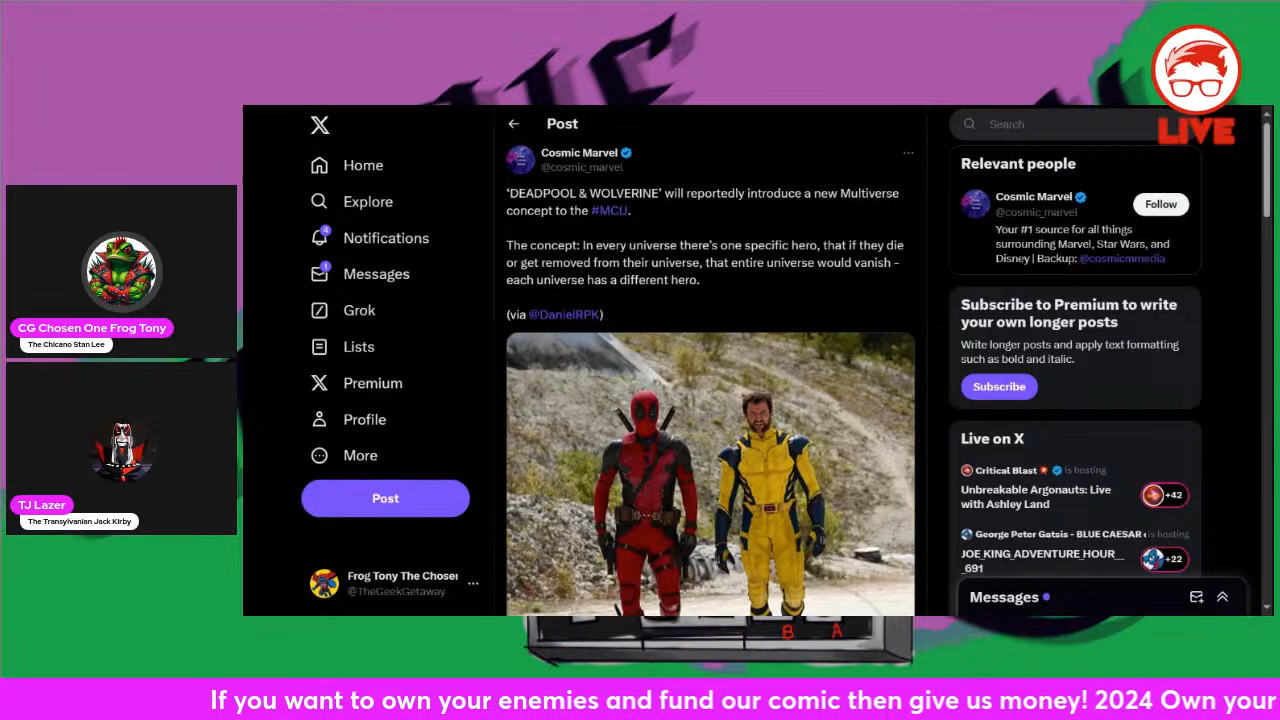 LIVE
Home
Explore
4
Notifications
1
Messages
Grok
Lists
Premium
Profile
More
Post
Frog Tony The Chosen
@TheGeekGetaway
Post
Cosmic Marvel
@cosmic_marvel
‘DEADPOOL & WOLVERINE’ will reportedly introduce a new Multiverse
concept to the #MCU.
The concept: In every universe there’s one specific hero, that if they die
or get removed from their universe, that entire universe would vanish -
each universe has a different hero.
(via @DanielRPK)
Search
Relevant people
Cosmic Marvel
@cosmic_marvel
Follow
Your #1 source for all things
surrounding Marvel, Star Wars, and
Disney | Backup: @cosmicmmedia
Subscribe to Premium to write
your own longer posts
Write longer posts and apply text formatting
such as bold and italic.
Subscribe
Live on X
Critical Blast is hosting
Unbreakable Argonauts: Live
with Ashley Land
+42
George Peter Gatsis - BLUE CAESAR is hosting
JOE KING ADVENTURE HOUR__
_691
+22
Messages
CG Chosen One Frog Tony
The Chicano Stan Lee
TJ Lazer
The Transylvanian Jack Kirby
B A
If you want to own your enemies and fund our comic then give us money! 2024 Own your